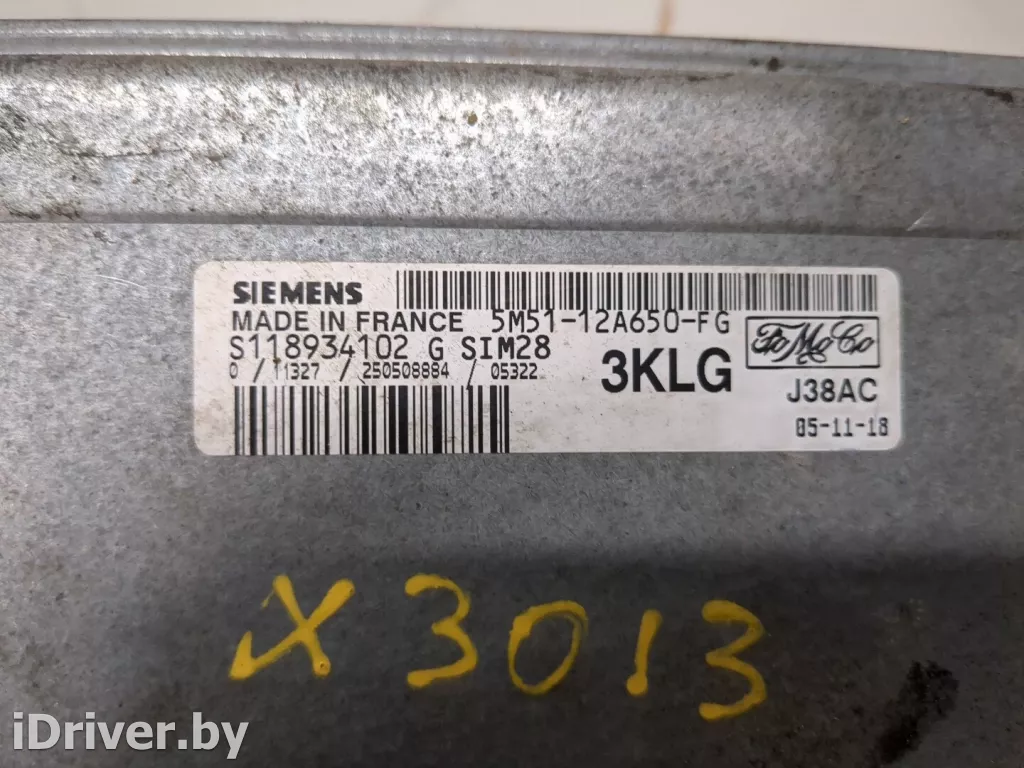 SIEMENS
MADE IN FRANCE 5M51-12A650-FG
S118934102 G SIM28
0 / 11327 / 250508884 / 05322
3KLG
FoMoCo
J38AC
05-11-18
X3013
iDriver.by